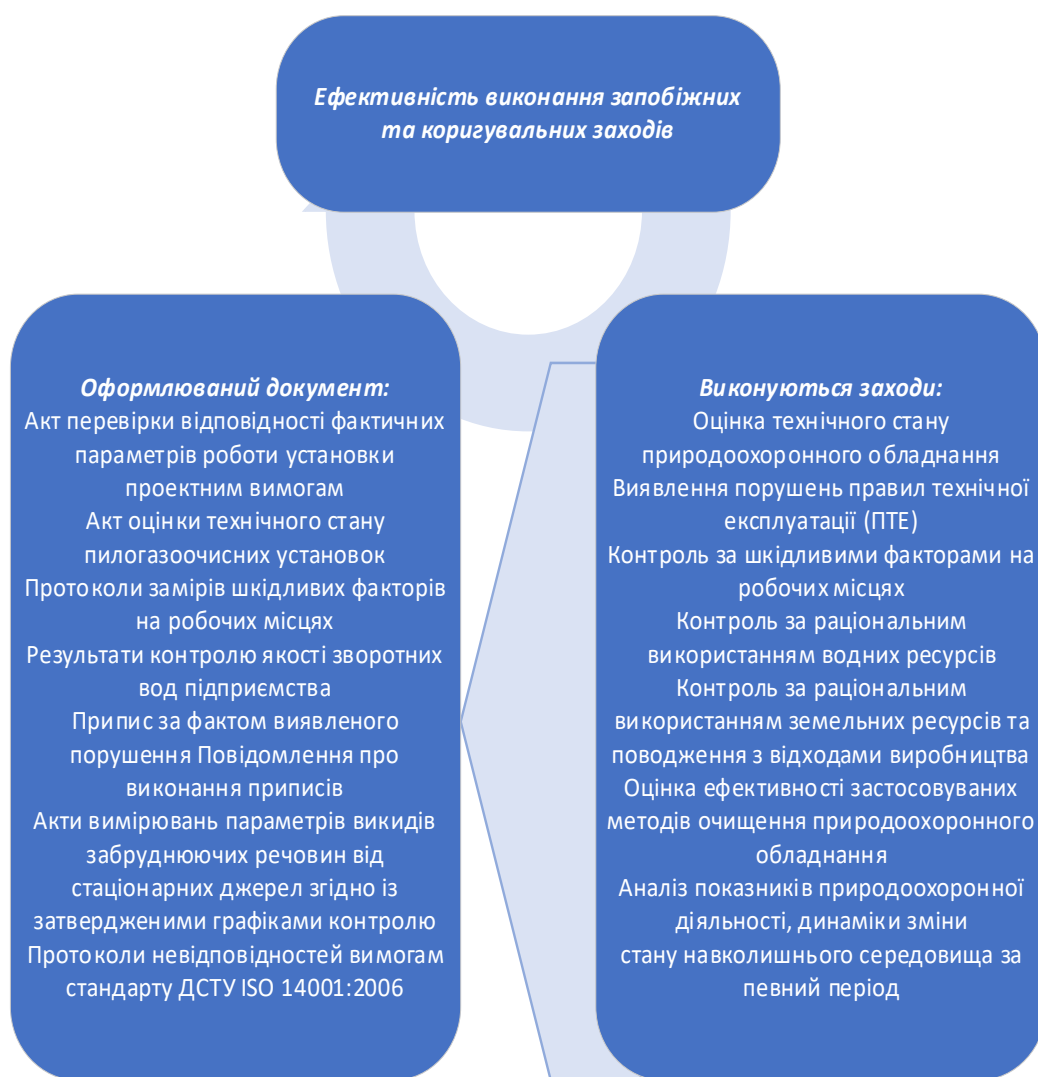 Ефективність виконання запобіжних
та коригувальних заходів
Оформлюваний документ:
Акт перевірки відповідності фактичних
параметрів роботи установки
проектним вимогам
Акт оцінки технічного стану
пилогазоочисних установок
Протоколи замірів шкідливих факторів
на робочих місцях
Результати контролю якості зворотних
вод підприємства
Припис за фактом виявленого
порушення Повідомлення про
виконання приписів
Акти вимірювань параметрів викидів
забруднюючих речовин від
стаціонарних джерел згідно із
затвердженими графіками контролю
Протоколи невідповідностей вимогам
стандарту ДСТУ ISO 14001:2006
Виконуються заходи:
Оцінка технічного стану
природоохоронного обладнання
Виявлення порушень правил технічної
експлуатації (ПТЕ)
Контроль за шкідливими факторами на
робочих місцях
Контроль за раціональним
використанням водних ресурсів
Контроль за раціональним
використанням земельних ресурсів та
поводження з відходами виробництва
Оцінка ефективності застосовуваних
методів очищення природоохоронного
обладнання
Аналіз показників природоохоронної
діяльності, динаміки зміни
стану навколишнього середовища за
певний період